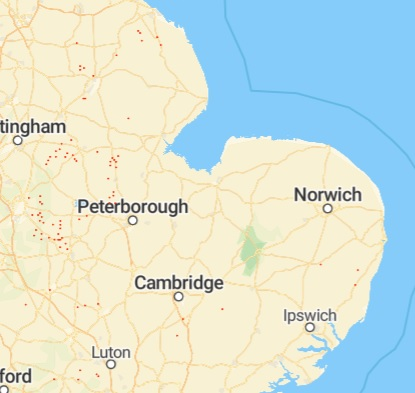 tingham
Norwich
Peterborough
Cambridge
Ipswich
Luton
ford